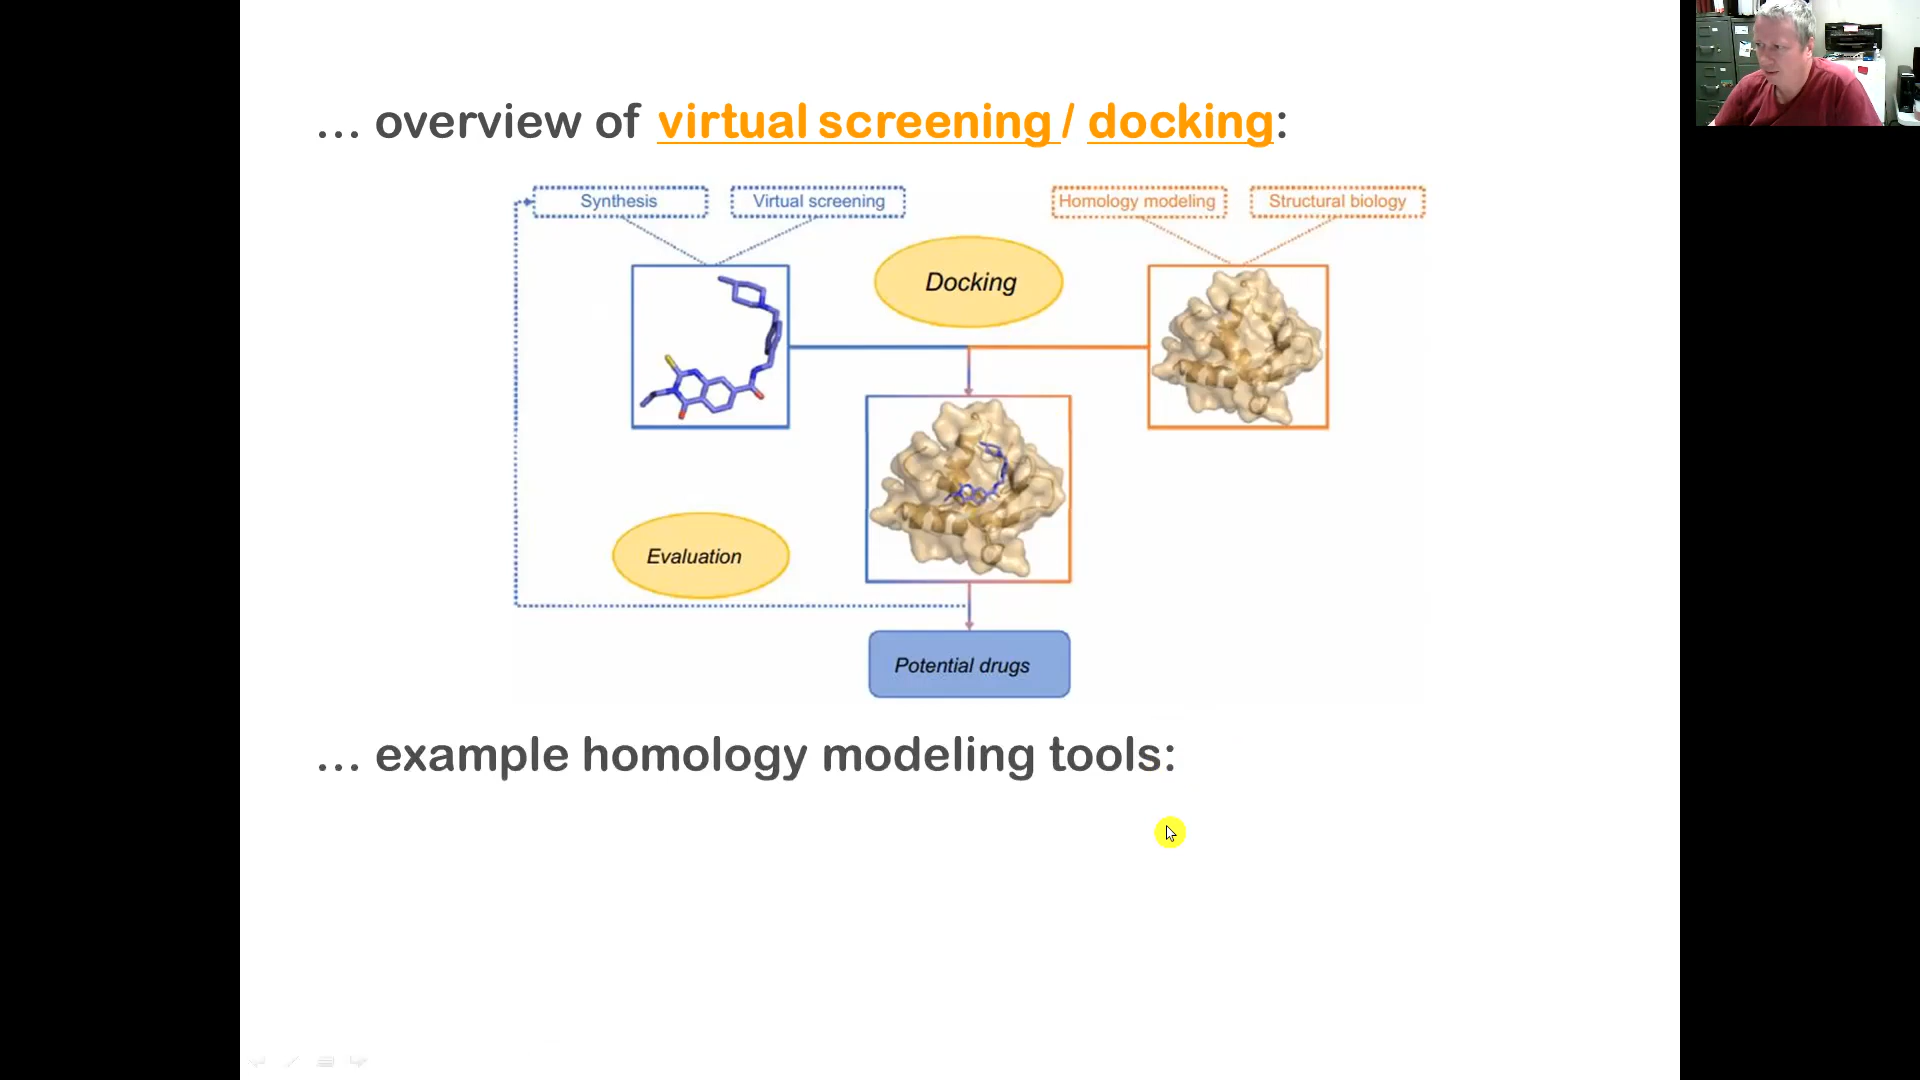 … overview of virtual screening / docking:
Synthesis
Virtual screening
Homology modeling
Structural biology
Docking
Evaluation
Potential drugs
… example homology modeling tools: